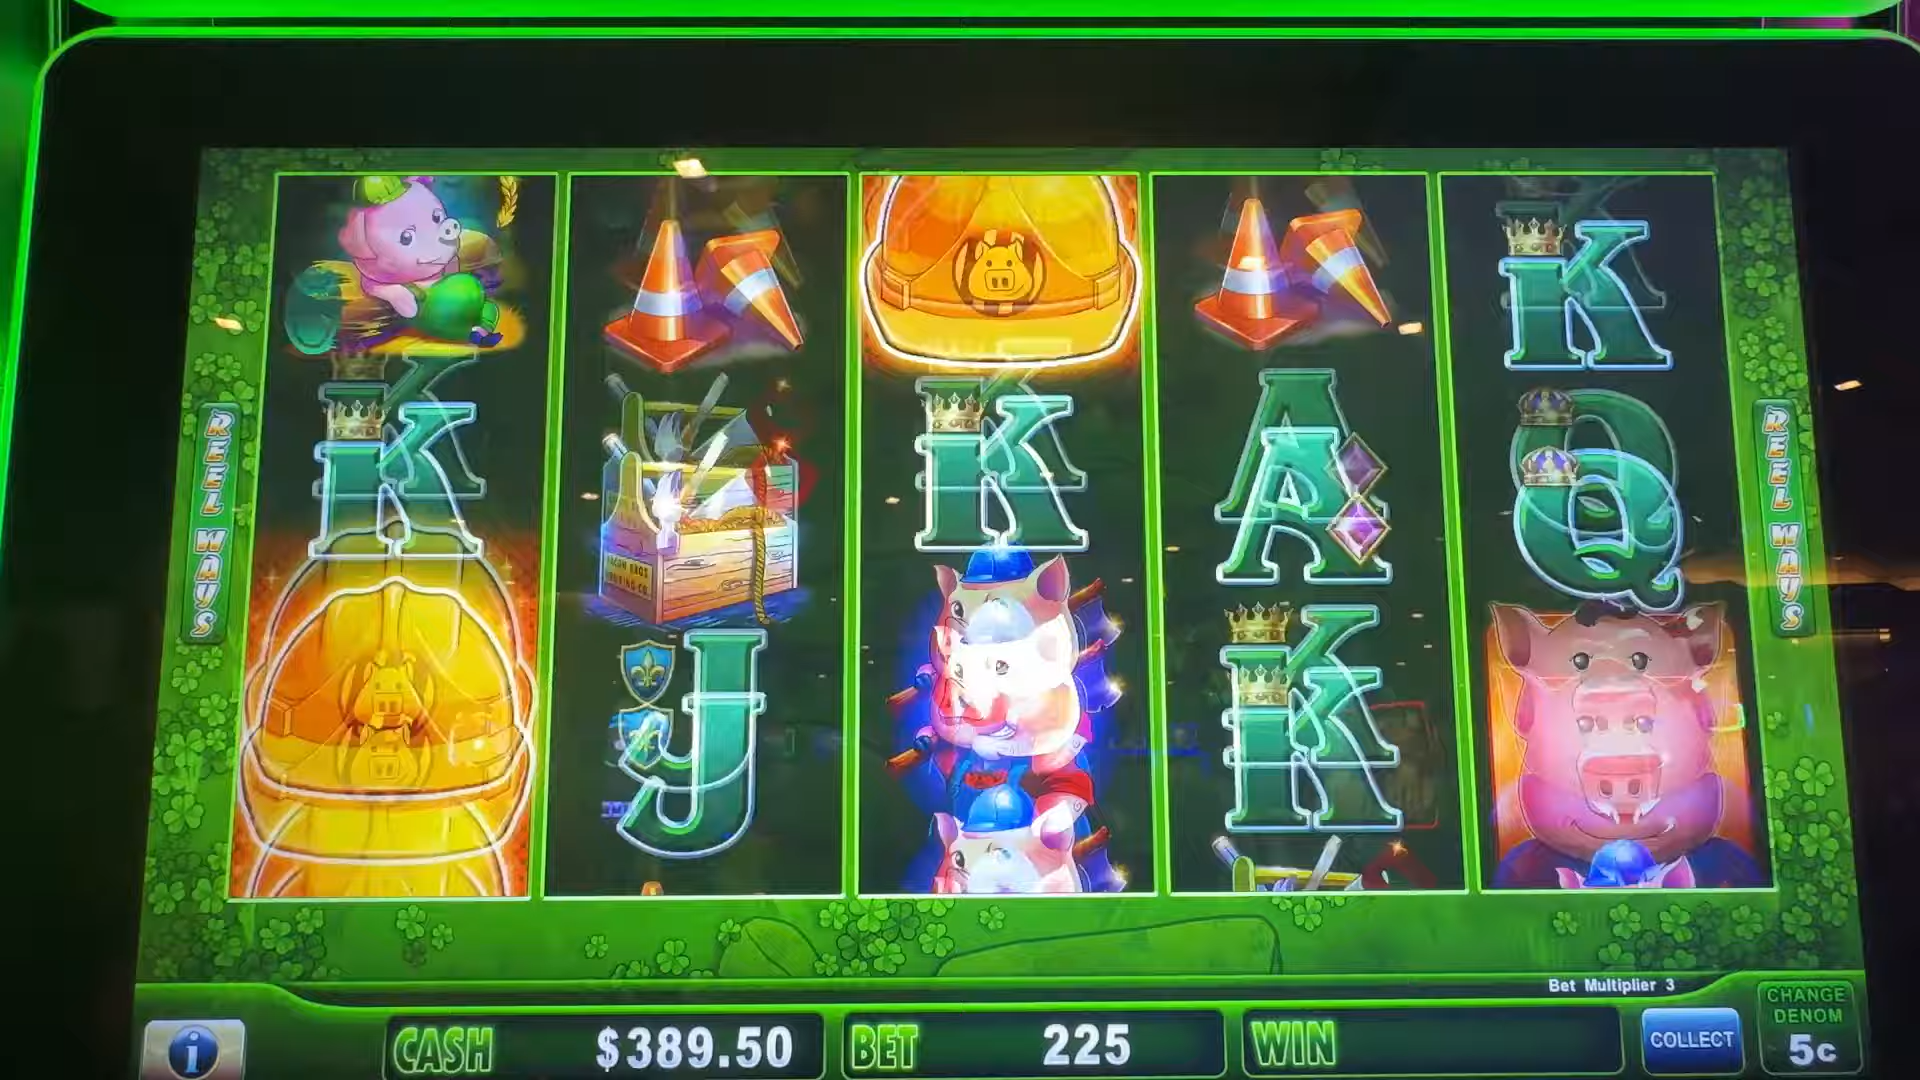 K
K
K
A
Q
REEL WAYS
REEL WAYS
J
K
Bet Multiplier 3
CHANGE
DENOM
CASH $389.50 BET 225 WIN COLLECT 5c
i